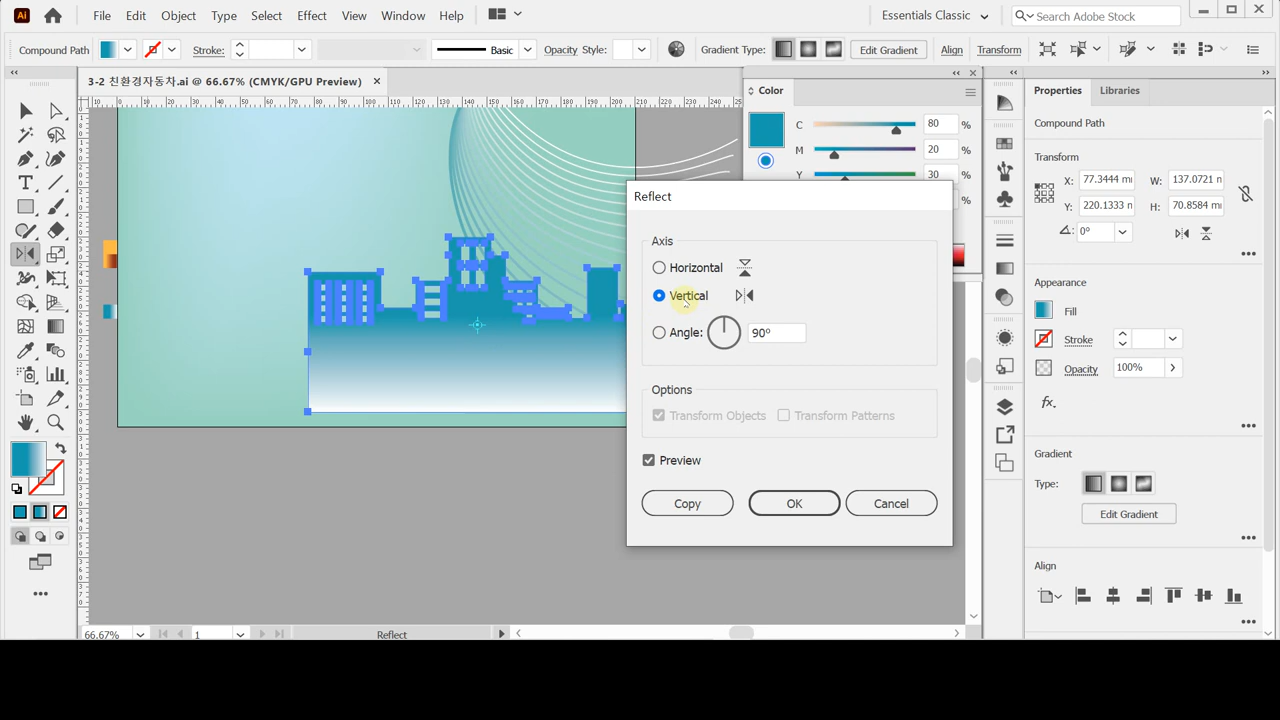 Ai File Edit Object Type Select Effect View Window Help Essentials Classic Search Adobe Stock
Compound Path Stroke: Basic Opacity Style: Gradient Type: Edit Gradient Align Transform
3-2 친환경자동차.ai @ 66.67% (CMYK/GPU Preview) ×
Color
C 80 %
M 20 %
Y 30 %
%
Properties Libraries
Compound Path
Transform
X: 77.3444 m W: 137.0721 n
Y: 220.1333 n H: 70.8584 m
0°
Appearance
Fill
Stroke
Opacity 100%
fx.
Gradient
Type:
Edit Gradient
Align
Reflect
Axis
Horizontal
Vertical
Angle: 90°
Options
Transform Objects Transform Patterns
Preview
Copy OK Cancel
66.67% 1 Reflect